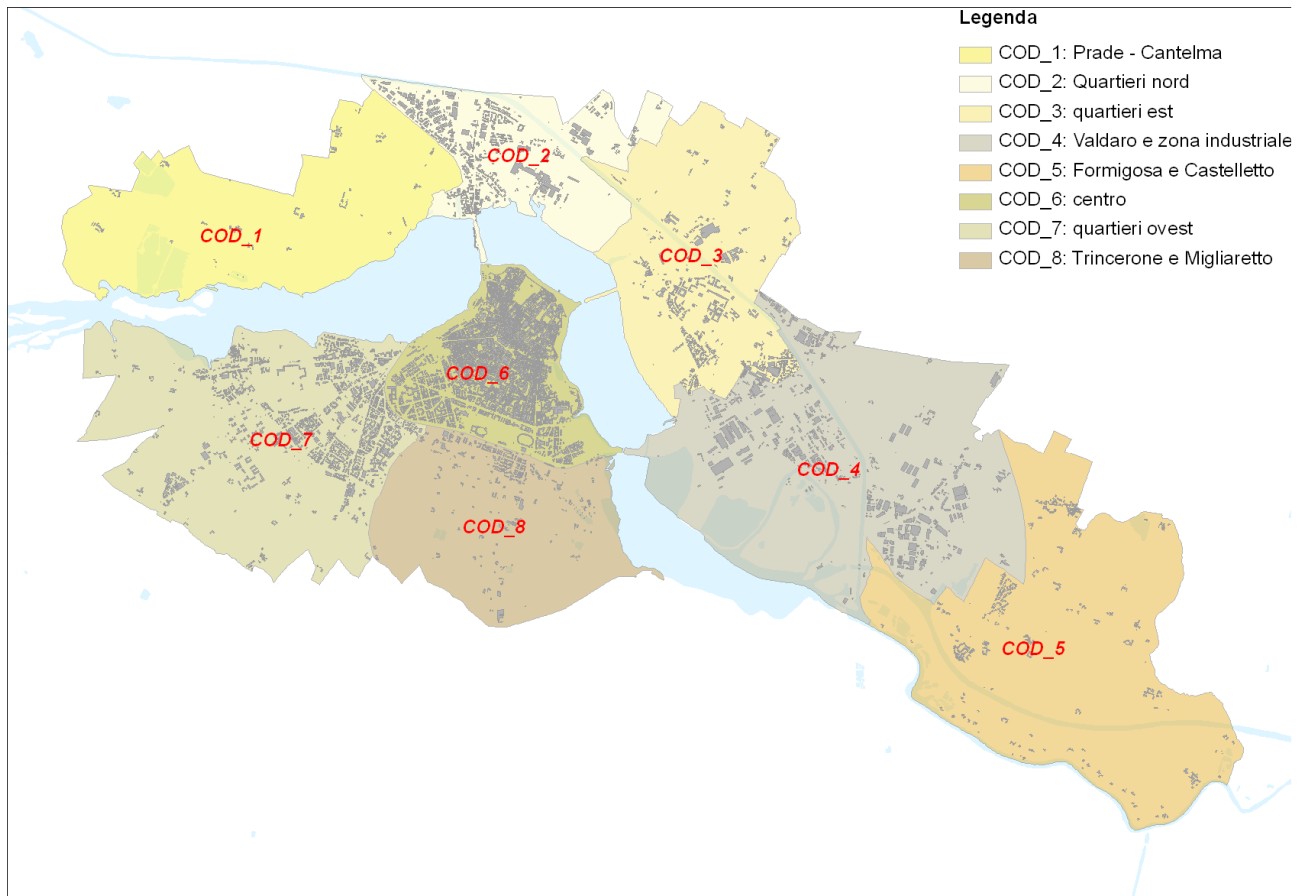 Legenda
COD_1: Prade - Cantelma
COD_2: Quartieri nord
COD_3: quartieri est
COD_4: Valdaro e zona industriale
COD_5: Formigosa e Castelletto
COD_6: centro
COD_7: quartieri ovest
COD_8: Trincerone e Migliaretto
COD_2
COD_1
COD_3
COD_6
COD_7
COD_4
COD_8
COD_5